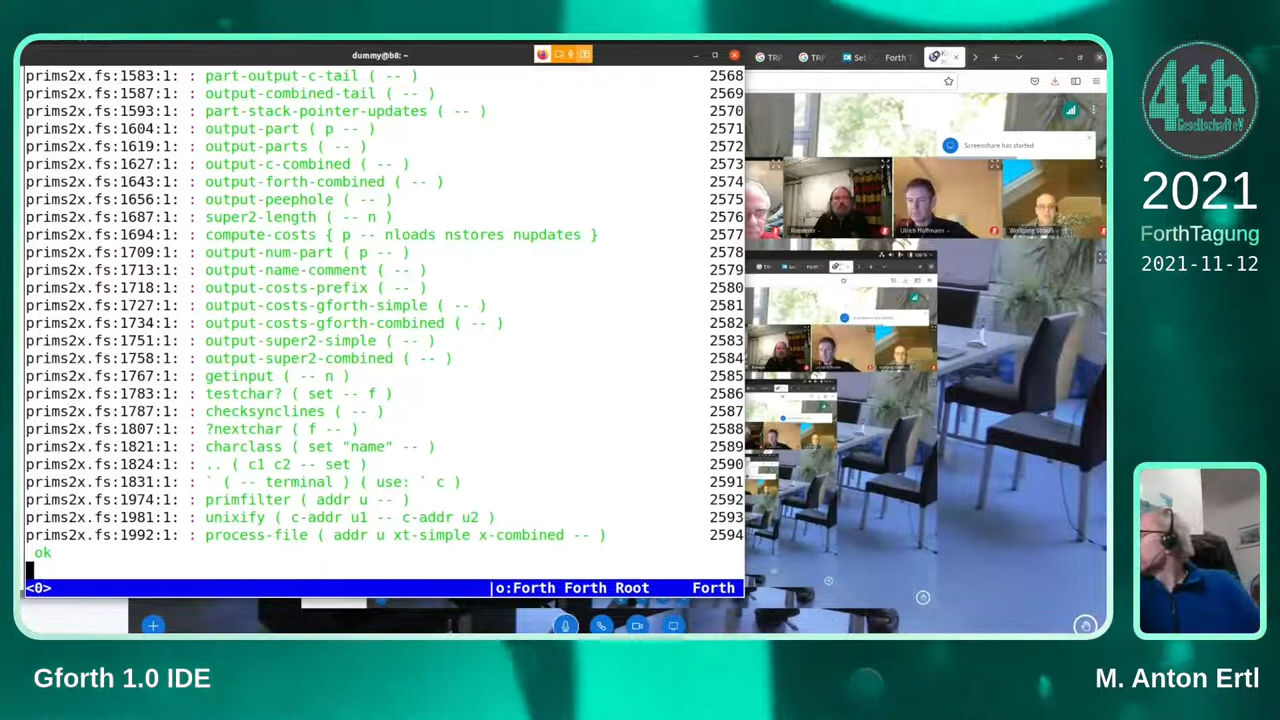 dummy@b8: ~
prims2x.fs:1583:1: : part-output-c-tail ( -- ) 2568
prims2x.fs:1587:1: : output-combined-tail ( -- ) 2569
prims2x.fs:1593:1: : part-stack-pointer-updates ( -- ) 2570
prims2x.fs:1604:1: : output-part ( p -- ) 2571
prims2x.fs:1619:1: : output-parts ( -- ) 2572
prims2x.fs:1627:1: : output-c-combined ( -- ) 2573
prims2x.fs:1643:1: : output-forth-combined ( -- ) 2574
prims2x.fs:1656:1: : output-peephole ( -- ) 2575
prims2x.fs:1687:1: : super2-length ( -- n ) 2576
prims2x.fs:1694:1: : compute-costs { p -- nloads nstores nupdates } 2577
prims2x.fs:1709:1: : output-num-part ( p -- ) 2578
prims2x.fs:1713:1: : output-name-comment ( -- ) 2579
prims2x.fs:1718:1: : output-costs-prefix ( -- ) 2580
prims2x.fs:1727:1: : output-costs-gforth-simple ( -- ) 2581
prims2x.fs:1734:1: : output-costs-gforth-combined ( -- ) 2582
prims2x.fs:1751:1: : output-super2-simple ( -- ) 2583
prims2x.fs:1758:1: : output-super2-combined ( -- ) 2584
prims2x.fs:1767:1: : getinput ( -- n ) 2585
prims2x.fs:1783:1: : testchar? ( set -- f ) 2586
prims2x.fs:1787:1: : checksynclines ( -- ) 2587
prims2x.fs:1807:1: : ?nextchar ( f -- ) 2588
prims2x.fs:1821:1: : charclass ( set "name" -- ) 2589
prims2x.fs:1824:1: : .. ( c1 c2 -- set ) 2590
prims2x.fs:1831:1: : ` ( -- terminal ) ( use: ` c ) 2591
prims2x.fs:1974:1: : primfilter ( addr u -- ) 2592
prims2x.fs:1981:1: : unixify ( c-addr u1 -- c-addr u2 ) 2593
prims2x.fs:1992:1: : process-file ( addr u xt-simple x-combined -- ) 2594
ok
<0> |o:Forth Forth Root Forth
TRP TRP Set Forth T
Screenshare has started
Roederer Ulrich Hoffmann Wolfgang Strauß
4th
Gesellschaft eV
2021
ForthTagung
2021-11-12
Gforth 1.0 IDE
M. Anton Ertl